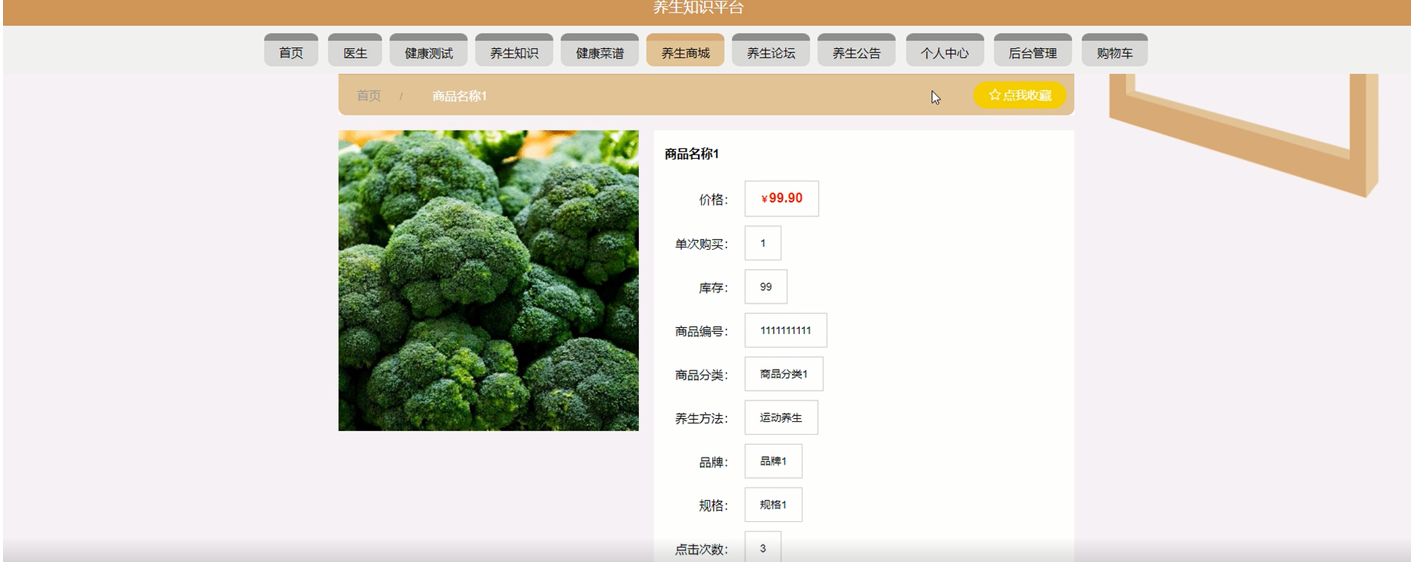 养生知识平台
首页 医生 健康测试 养生知识 健康菜谱 养生商城 养生论坛 养生公告 个人中心 后台管理 购物车
首页 / 商品名称1 ☆点我收藏
商品名称1
价格： ¥99.90
单次购买： 1
库存： 99
商品编号： 1111111111
商品分类： 商品分类1
养生方法： 运动养生
品牌： 品牌1
规格： 规格1
点击次数： 3